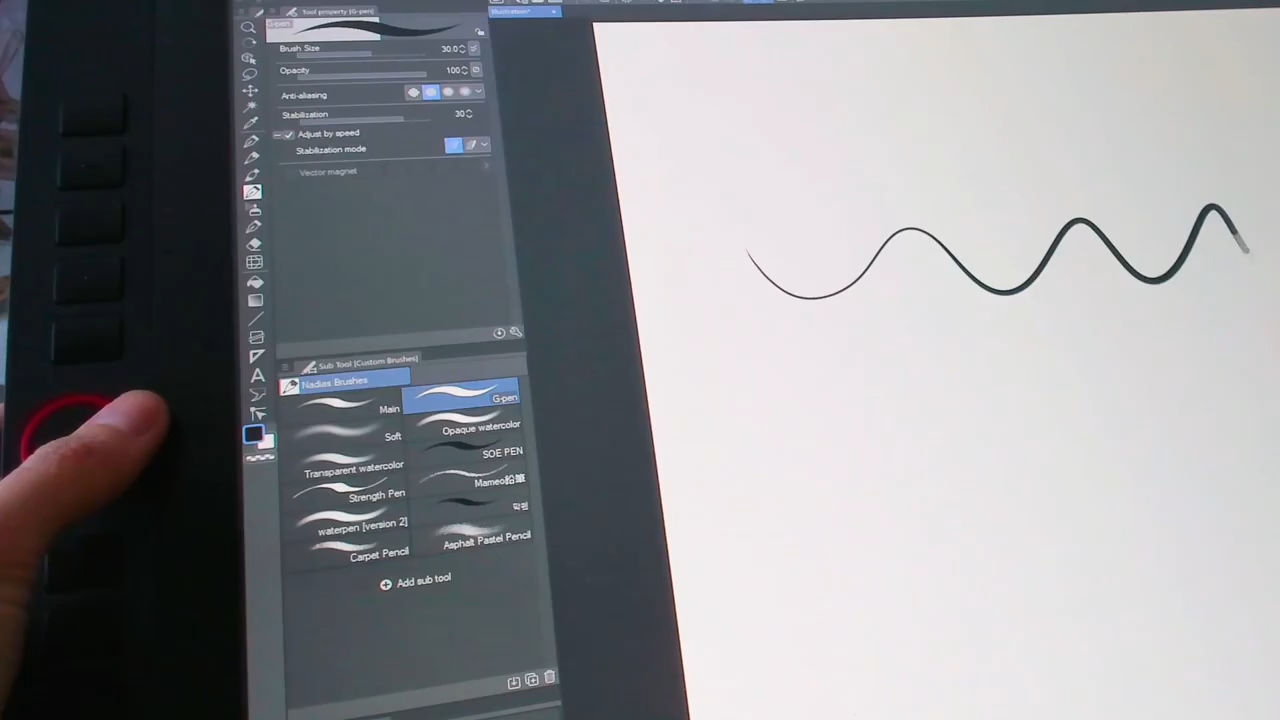 Tool property [G-pen]
Illustration*
G-pen
Brush Size 30.0
Opacity 100
Anti-aliasing
Stabilization 30
Adjust by speed
Stabilization mode
Vector magnet
Sub Tool [Custom Brushes]
Nadias Brushes
Main
G-pen
Soft
Opaque watercolor
Transparent watercolor
SOE PEN
Strength Pen
Mameo鉛筆
waterpen [version 2]
Carpet Pencil
Asphalt Pastel Pencil
Add sub tool